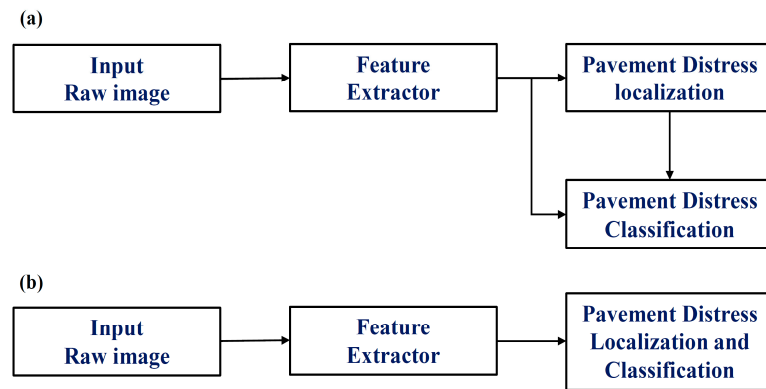 (a)
Input
Raw image
Feature
Extractor
Pavement Distress
localization
Pavement Distress
Classification
(b)
Input
Raw image
Feature
Extractor
Pavement Distress
Localization and
Classification